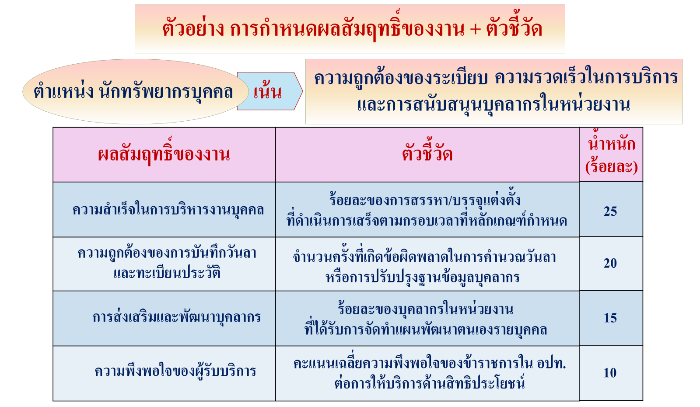 ตัวอย่าง การกำหนดผลสัมฤทธิ์ของงาน + ตัวชี้วัด
ตำแหน่ง นักทรัพยากรบุคคล
เน้น
ความถูกต้องของระเบียบ ความรวดเร็วในการบริการ
และการสนับสนุนบุคลากรในหน่วยงาน
ผลสัมฤทธิ์ของงาน
ตัวชี้วัด
น้ำหนัก
(ร้อยละ)
ความสำเร็จในการบริหารงานบุคคล
ร้อยละของการสรรหา/บรรจุแต่งตั้ง
ที่ดำเนินการเสร็จตามกรอบเวลาที่หลักเกณฑ์กำหนด
25
ความถูกต้องของการบันทึกวันลา
และทะเบียนประวัติ
จำนวนครั้งที่เกิดข้อผิดพลาดในการคำนวณวันลา
หรือการปรับปรุงฐานข้อมูลบุคลากร
20
การส่งเสริมและพัฒนาบุคลากร
ร้อยละของบุคลากรในหน่วยงาน
ที่ได้รับการจัดทำแผนพัฒนาตนเองรายบุคคล
15
ความพึงพอใจของผู้รับบริการ
คะแนนเฉลี่ยความพึงพอใจของข้าราชการใน อปท.
ต่อการให้บริการด้านสิทธิประโยชน์
10